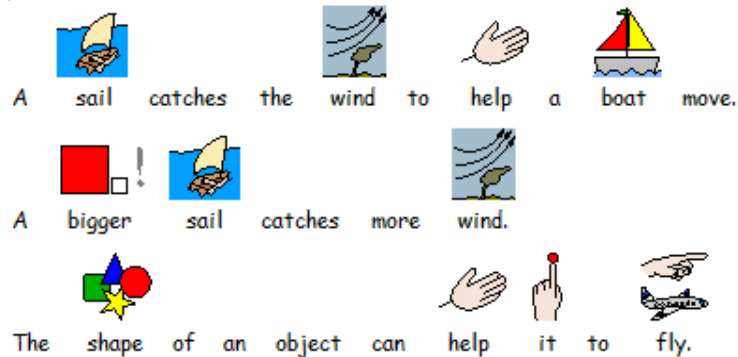 A sail catches the wind to help a boat move.
A bigger sail catches more wind.
The shape of an object can help it to fly.